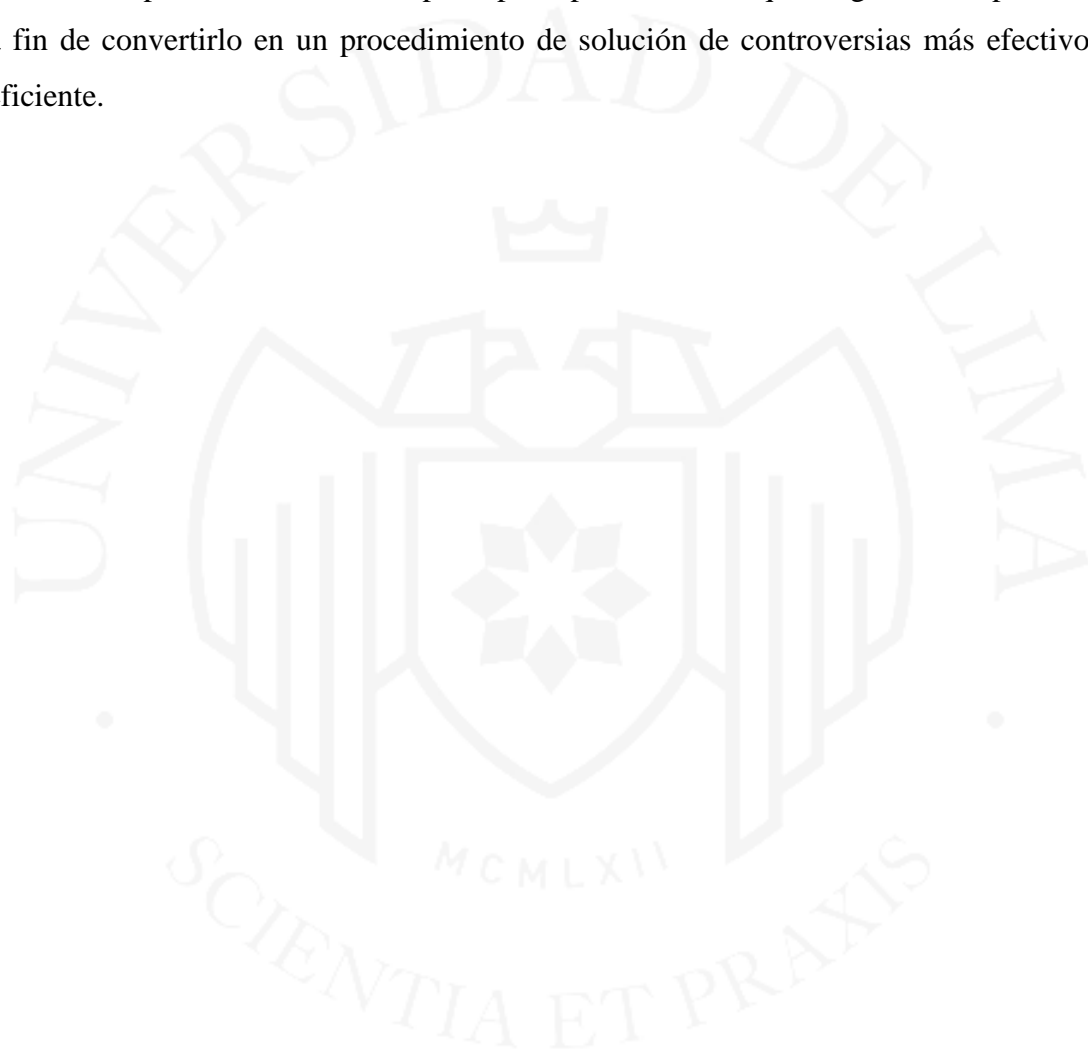 fin de convertirlo en un procedimiento de solución de controversias más efectivo
eficiente.
UNIVERSIDAD DE LIMA
MCMLXII
SCIENTIA ET PRAXIS